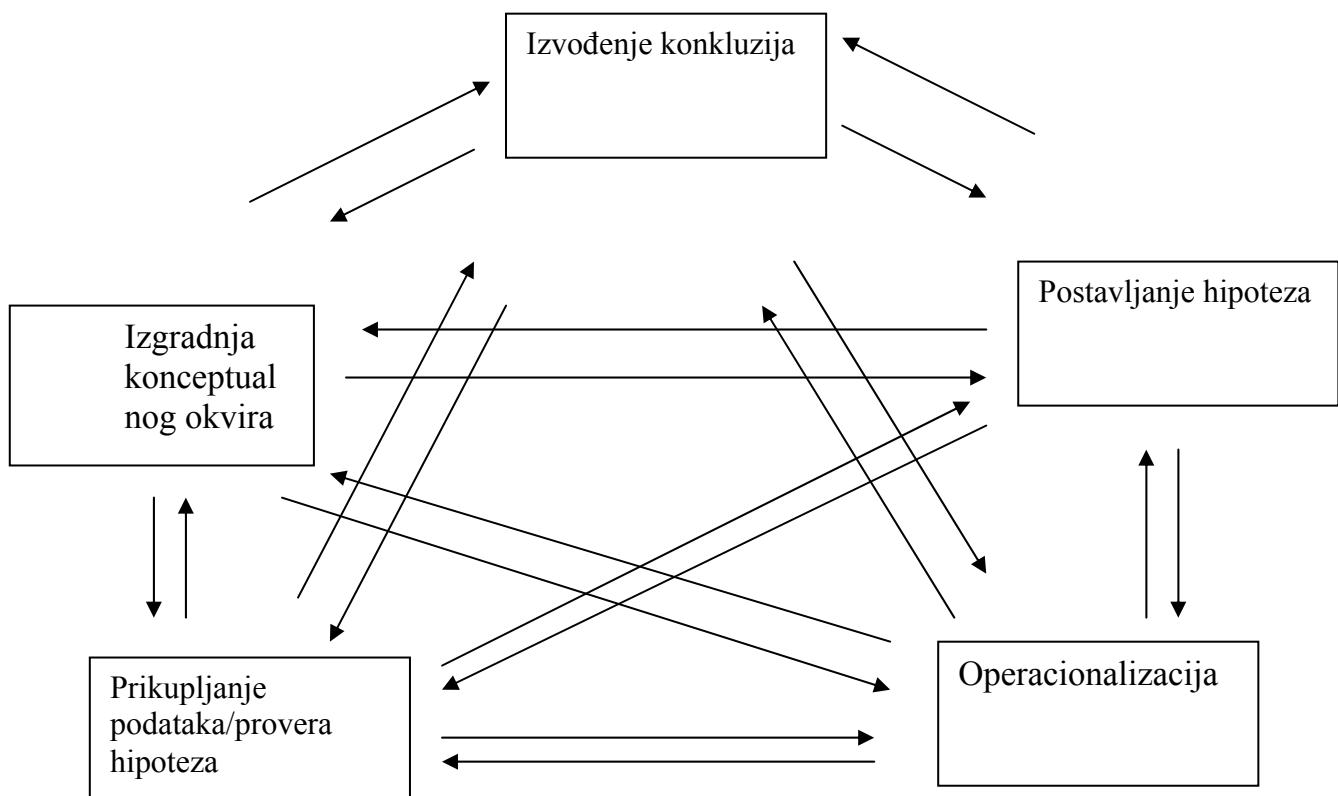 Izvođenje konkluzija
Postavljanje hipoteza
Izgradnja
konceptual
nog okvira
Operacionalizacija
Prikupljanje
podataka/provera
hipoteza